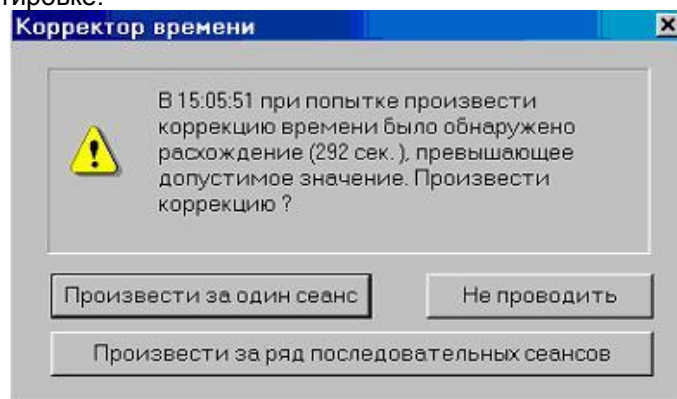 тировке.
Корректор времени
В 15:05:51 при попытке произвести
коррекцию времени было обнаружено
расхождение (292 сек.), превышающее
допустимое значение. Произвести
коррекцию ?
Произвести за один сеанс
Не проводить
Произвести за ряд последовательных сеансов